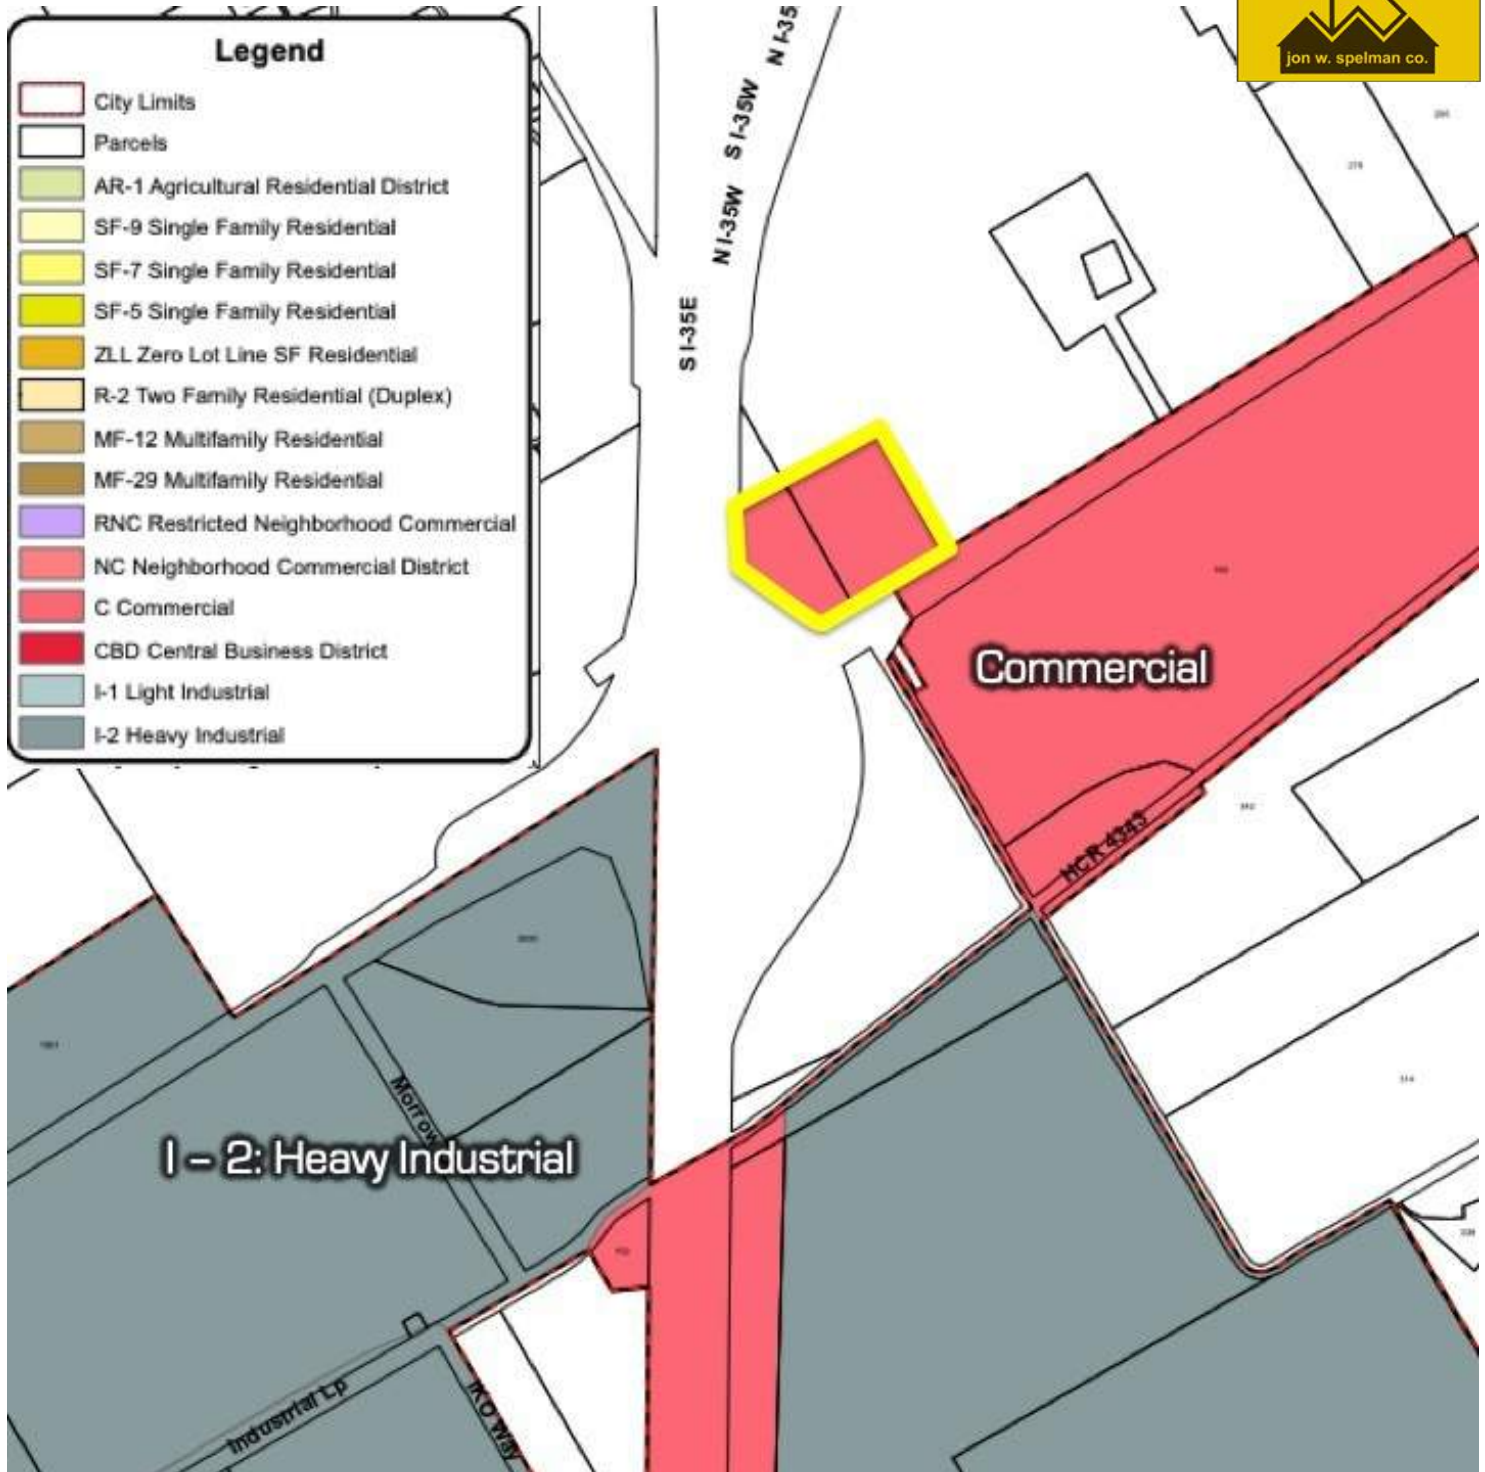 Legend
City Limits
Parcels
AR-1 Agricultural Residential District
SF-9 Single Family Residential
SF-7 Single Family Residential
SF-5 Single Family Residential
ZLL Zero Lot Line SF Residential
R-2 Two Family Residential (Duplex)
MF-12 Multifamily Residential
MF-29 Multifamily Residential
RNC Restricted Neighborhood Commercial
NC Neighborhood Commercial District
C Commercial
CBD Central Business District
I-1 Light Industrial
I-2 Heavy Industrial
jon w. spelman co.
N I-35
S I-35W
N I-35W
S I-35E
Commercial
HCR 4343
Morrow
I – 2: Heavy Industrial
Industrial Lp
IKO Way
314